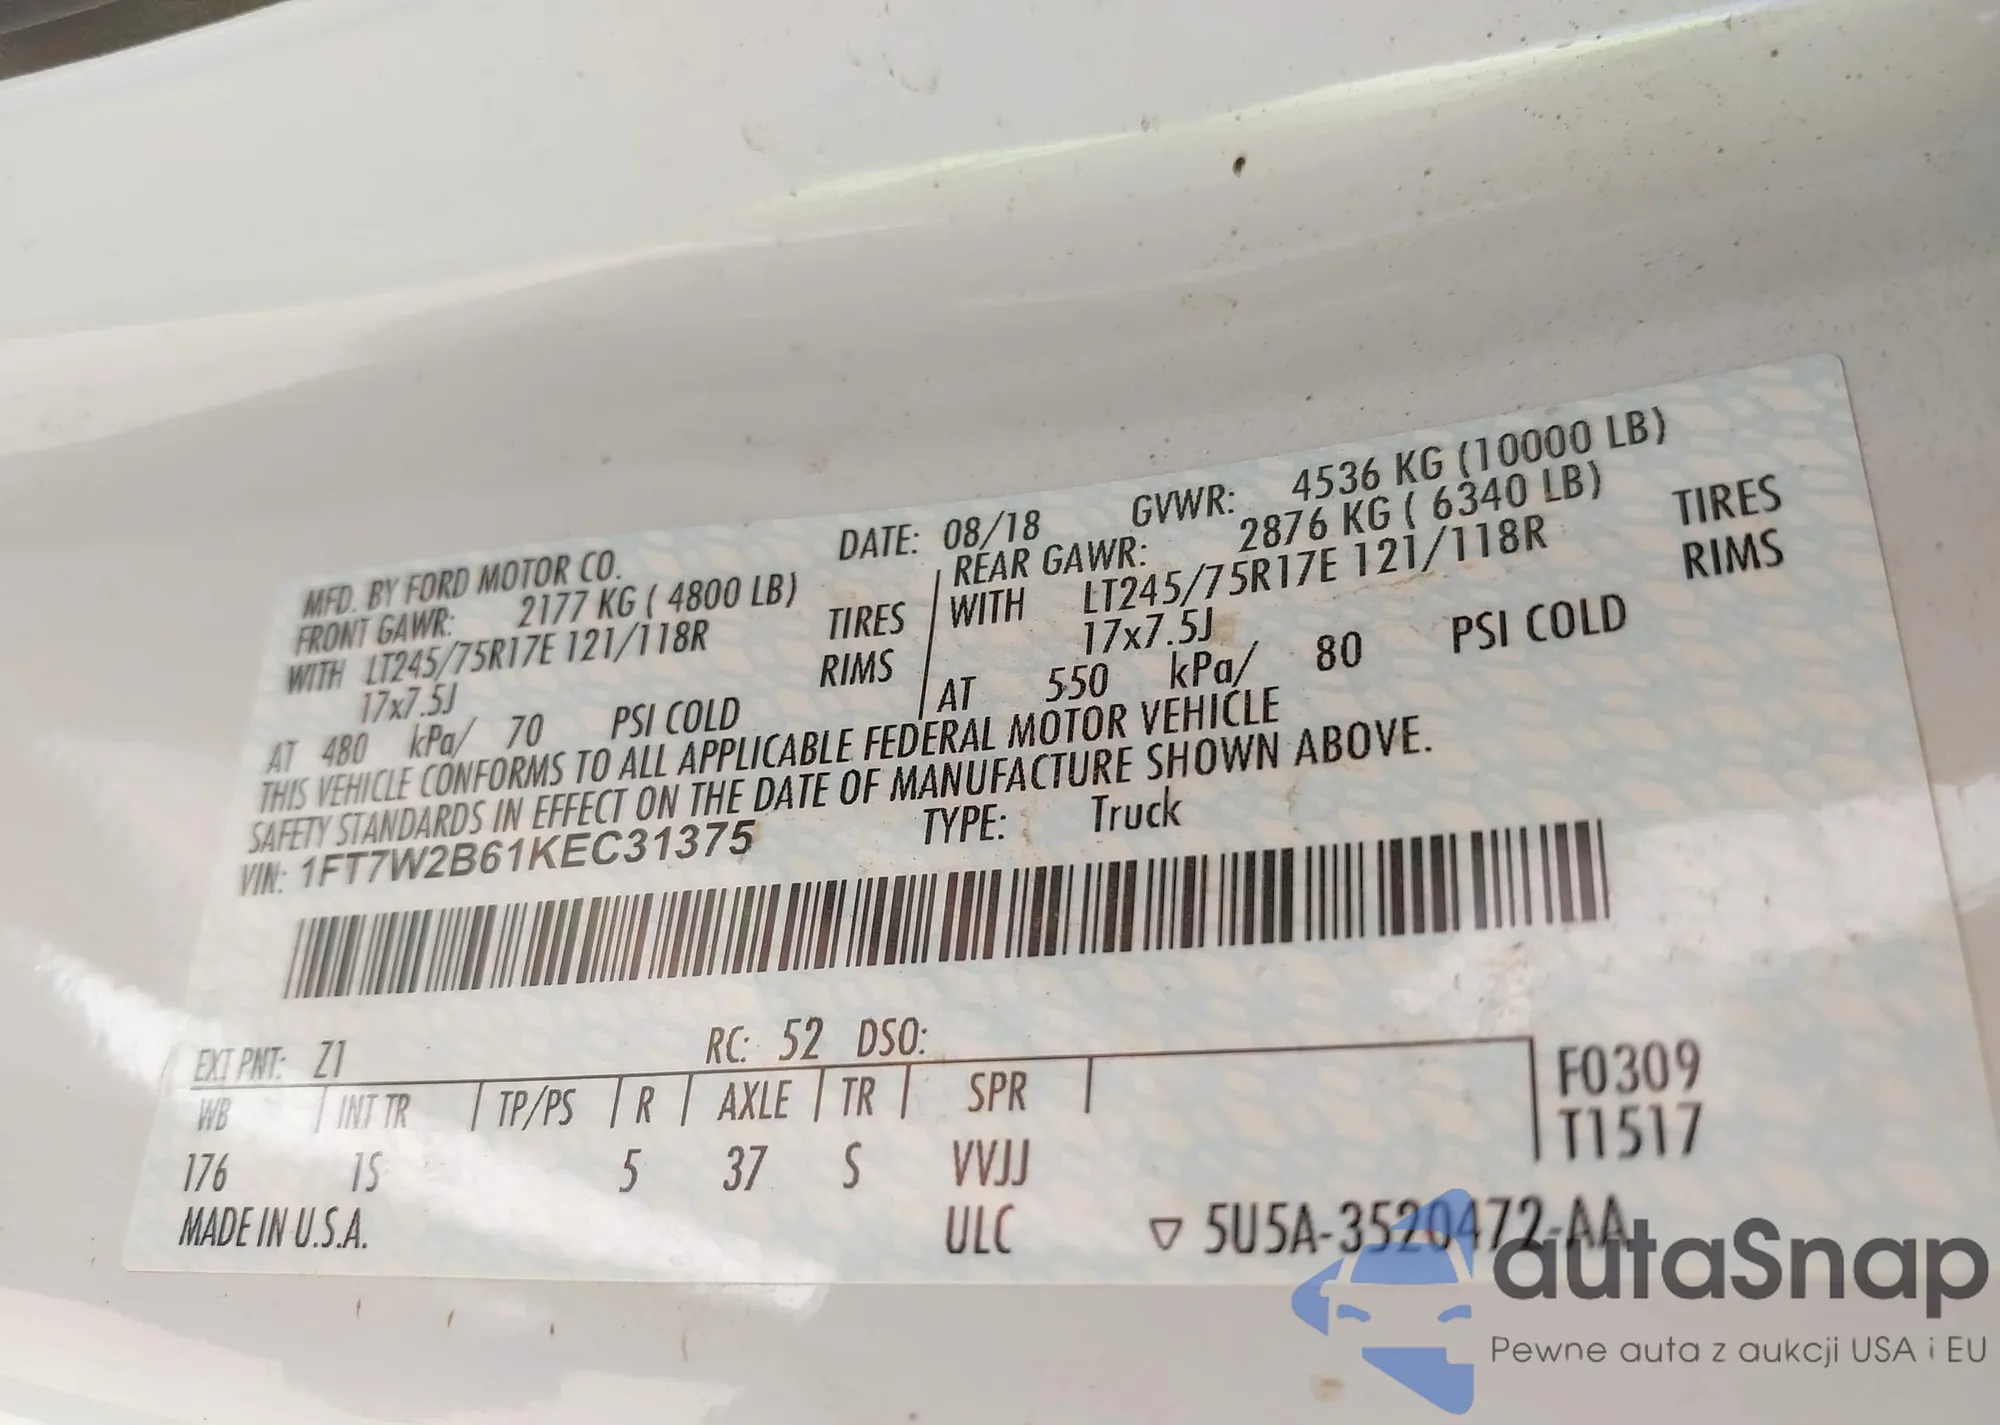 MFD. BY FORD MOTOR CO. DATE: 08/18 GVWR: 4536 KG (10000 LB)
FRONT GAWR: 2177 KG ( 4800 LB) REAR GAWR: 2876 KG ( 6340 LB)
WITH LT245/75R17E 121/118R TIRES WITH LT245/75R17E 121/118R TIRES
17x7.5J RIMS 17x7.5J RIMS
AT 480 kPa/ 70 PSI COLD AT 550 kPa/ 80 PSI COLD
THIS VEHICLE CONFORMS TO ALL APPLICABLE FEDERAL MOTOR VEHICLE
SAFETY STANDARDS IN EFFECT ON THE DATE OF MANUFACTURE SHOWN ABOVE.
VIN: 1FT7W2B61KEC31375 TYPE: Truck
EXT PNT: Z1 RC: 52 DSO:
WB INT TR TP/PS R AXLE TR SPR F0309
T1517
176 1S 5 37 S VVJJ
MADE IN U.S.A. ULC ▽ 5U5A-3520472-AA
autaSnap
Pewne auta z aukcji USA i EU